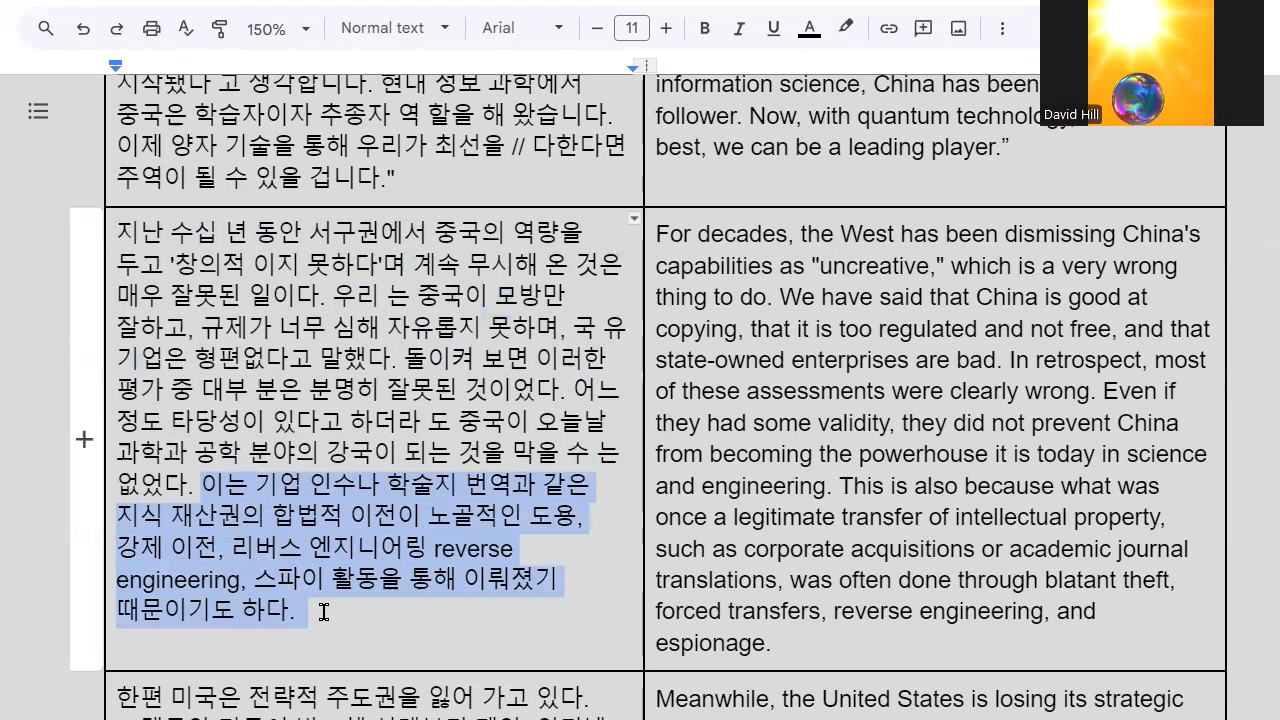 150%
Normal text
Arial
11
B
I
U
A
David Hill
시작됐다 고 생각합니다. 현대 정보 과학에서
중국은 학습자이자 추종자 역 할을 해 왔습니다.
이제 양자 기술을 통해 우리가 최선을 // 다한다면
주역이 될 수 있을 겁니다."
information science, China has been
follower. Now, with quantum technology,
best, we can be a leading player.”
지난 수십 년 동안 서구권에서 중국의 역량을
두고 '창의적 이지 못하다'며 계속 무시해 온 것은
매우 잘못된 일이다. 우리 는 중국이 모방만
잘하고, 규제가 너무 심해 자유롭지 못하며, 국 유
기업은 형편없다고 말했다. 돌이켜 보면 이러한
평가 중 대부 분은 분명히 잘못된 것이었다. 어느
정도 타당성이 있다고 하더라 도 중국이 오늘날
과학과 공학 분야의 강국이 되는 것을 막을 수 는
없었다. 이는 기업 인수나 학술지 번역과 같은
지식 재산권의 합법적 이전이 노골적인 도용,
강제 이전, 리버스 엔지니어링 reverse
engineering, 스파이 활동을 통해 이뤄졌기
때문이기도 하다.
For decades, the West has been dismissing China's
capabilities as "uncreative," which is a very wrong
thing to do. We have said that China is good at
copying, that it is too regulated and not free, and that
state-owned enterprises are bad. In retrospect, most
of these assessments were clearly wrong. Even if
they had some validity, they did not prevent China
from becoming the powerhouse it is today in science
and engineering. This is also because what was
once a legitimate transfer of intellectual property,
such as corporate acquisitions or academic journal
translations, was often done through blatant theft,
forced transfers, reverse engineering, and
espionage.
한편 미국은 전략적 주도권을 잃어 가고 있다.
Meanwhile, the United States is losing its strategic